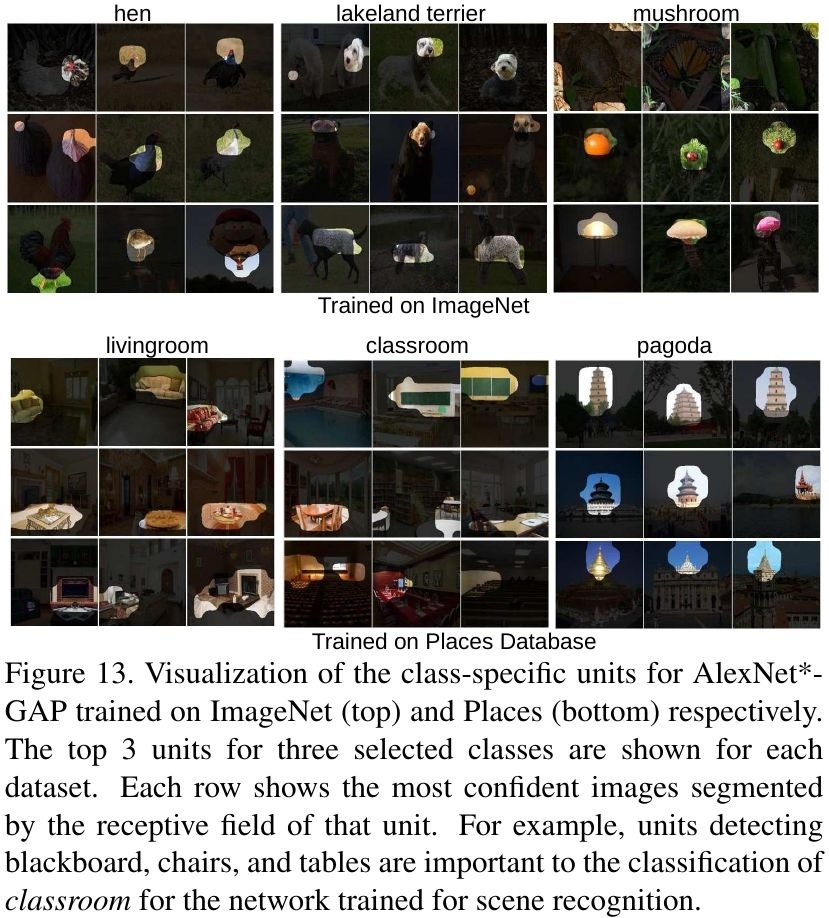 hen lakeland terrier mushroom
Trained on ImageNet
livingroom classroom pagoda
Trained on Places Database
Figure 13. Visualization of the class-specific units for AlexNet*-
GAP trained on ImageNet (top) and Places (bottom) respectively.
The top 3 units for three selected classes are shown for each
dataset. Each row shows the most confident images segmented
by the receptive field of that unit. For example, units detecting
blackboard, chairs, and tables are important to the classification of
classroom for the network trained for scene recognition.